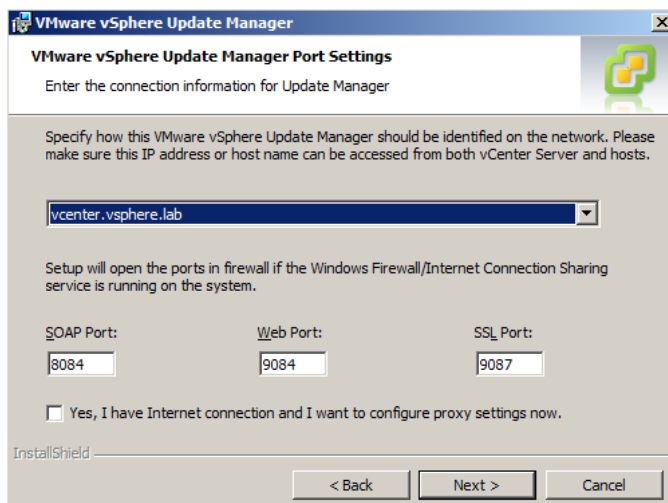 VMware vSphere Update Manager
VMware vSphere Update Manager Port Settings
Enter the connection information for Update Manager
Specify how this VMware vSphere Update Manager should be identified on the network. Please
make sure this IP address or host name can be accessed from both vCenter Server and hosts.
vcenter.vsphere.lab
Setup will open the ports in firewall if the Windows Firewall/Internet Connection Sharing
service is running on the system.
SOAP Port: Web Port: SSL Port:
8084 9084 9087
Yes, I have Internet connection and I want to configure proxy settings now.
InstallShield
< Back Next > Cancel